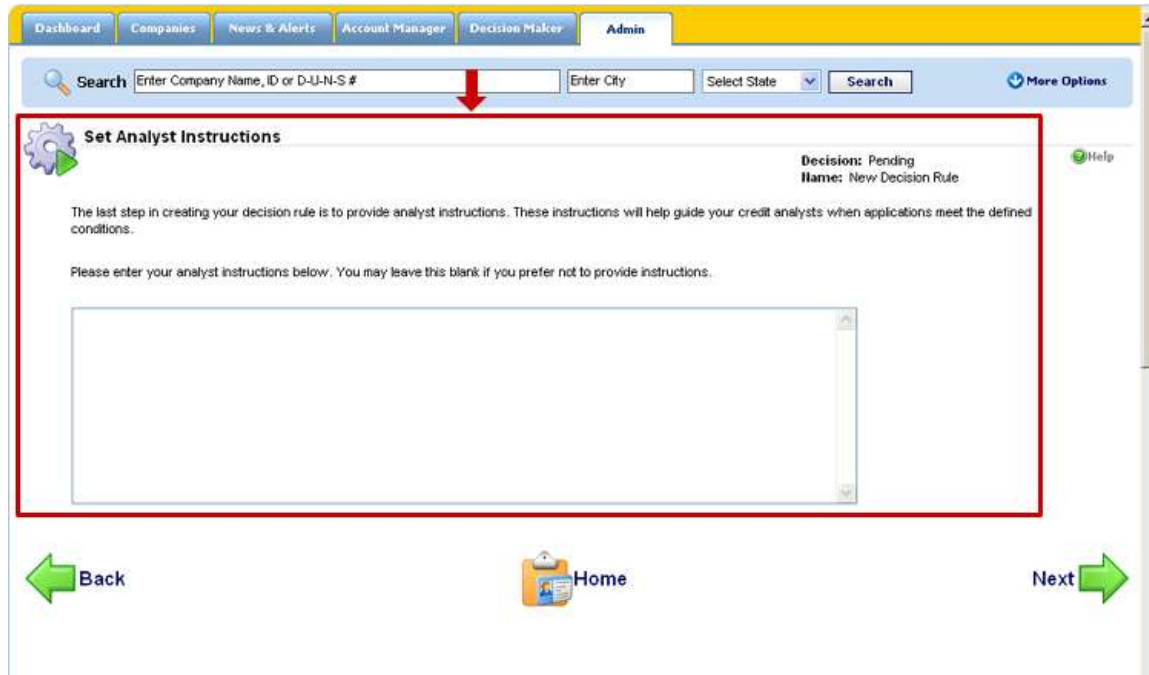 Dashboard Companies News & Alerts Account Manager Decision Maker Admin
Search Enter Company Name, ID or D-U-N-S # Enter City Select State Search More Options
Set Analyst Instructions
Decision: Pending
Help
Name: New Decision Rule
The last step in creating your decision rule is to provide analyst instructions. These instructions will help guide your credit analysts when applications meet the defined
conditions.
Please enter your analyst instructions below. You may leave this blank if you prefer not to provide instructions.
Back Home Next